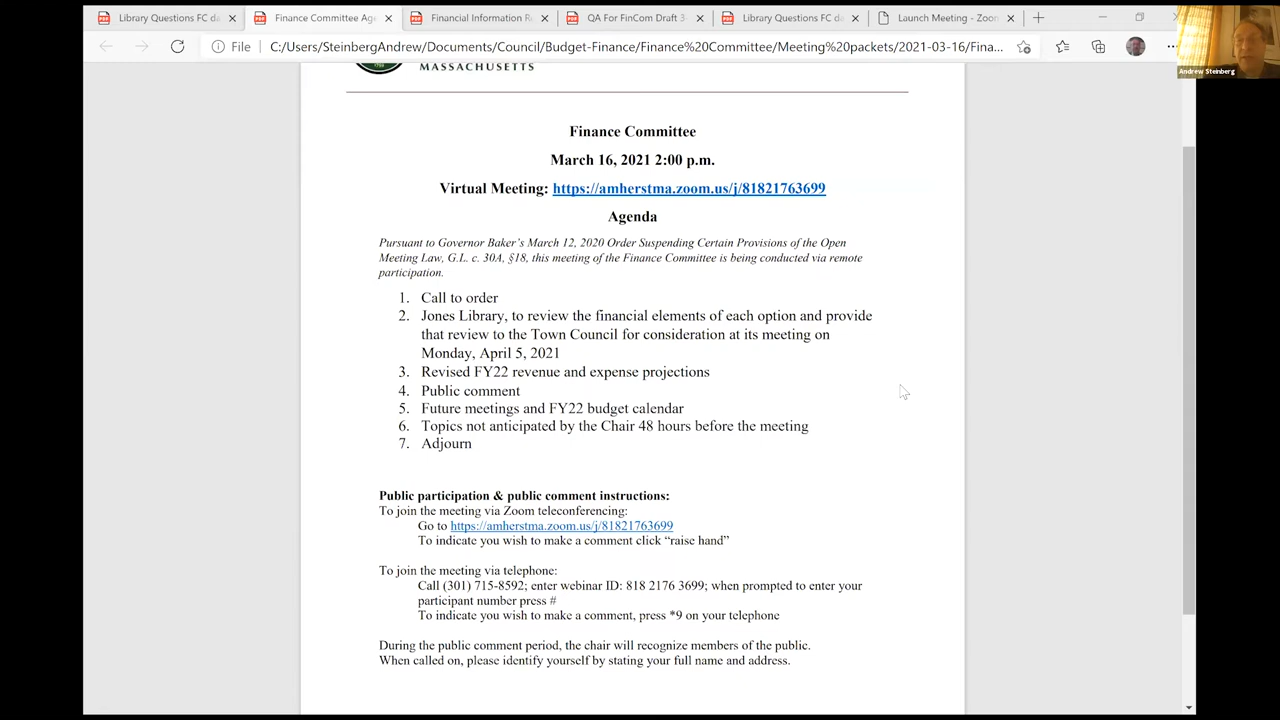 Library Questions FC da
Finance Committee Age
Financial Information R
QA For FinCom Draft 3-
Library Questions FC da
Launch Meeting - Zoom
File
C:/Users/SteinbergAndrew/Documents/Council/Budget-Finance/Finance%20Committee/Meeting%20packets/2021-03-16/Fina...
Andrew Steinberg
MASSACHUSETTS
Finance Committee
March 16, 2021 2:00 p.m.
Virtual Meeting: https://amherstma.zoom.us/j/81821763699
Agenda
Pursuant to Governor Baker's March 12, 2020 Order Suspending Certain Provisions of the Open
Meeting Law, G.L. c. 30A, §18, this meeting of the Finance Committee is being conducted via remote
participation.
1. Call to order
2. Jones Library, to review the financial elements of each option and provide
that review to the Town Council for consideration at its meeting on
Monday, April 5, 2021
3. Revised FY22 revenue and expense projections
4. Public comment
5. Future meetings and FY22 budget calendar
6. Topics not anticipated by the Chair 48 hours before the meeting
7. Adjourn
Public participation & public comment instructions:
To join the meeting via Zoom teleconferencing:
Go to https://amherstma.zoom.us/j/81821763699
To indicate you wish to make a comment click "raise hand"
To join the meeting via telephone:
Call (301) 715-8592; enter webinar ID: 818 2176 3699; when prompted to enter your
participant number press #
To indicate you wish to make a comment, press *9 on your telephone
During the public comment period, the chair will recognize members of the public.
When called on, please identify yourself by stating your full name and address.